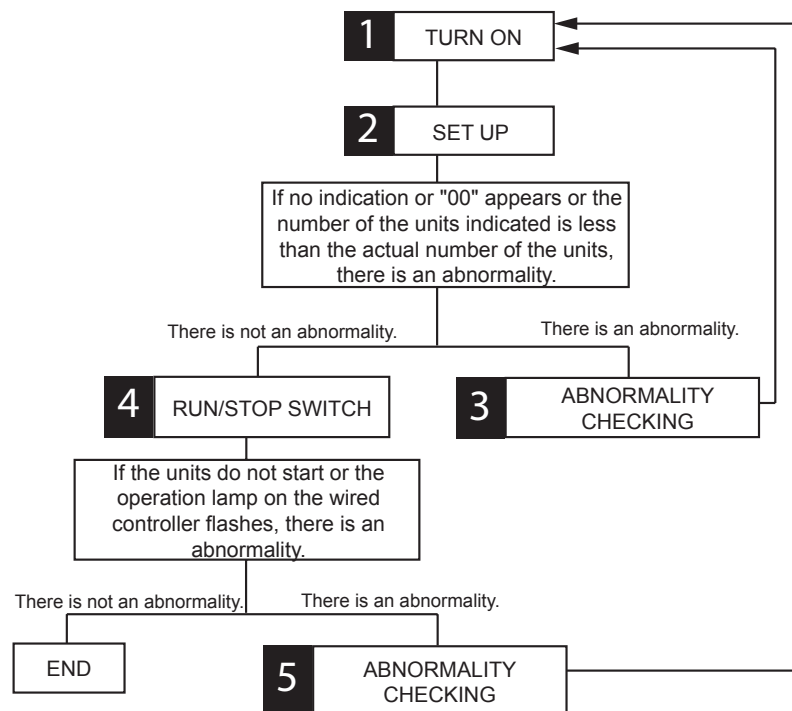 1 TURN ON
2 SET UP
If no indication or "00" appears or the
number of the units indicated is less
than the actual number of the units,
there is an abnormality.
There is not an abnormality.
There is an abnormality.
4 RUN/STOP SWITCH
3 ABNORMALITY
CHECKING
If the units do not start or the
operation lamp on the wired
controller flashes, there is an
abnormality.
There is not an abnormality.
There is an abnormality.
END
5 ABNORMALITY
CHECKING